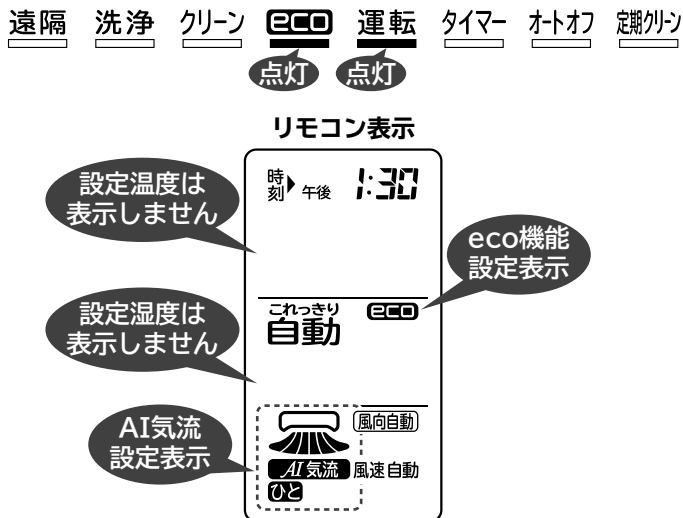 遠隔 洗浄 クリーン eco 運転 タイマー オートオフ 定期クリーン
点灯 点灯
リモコン表示
時刻 午後 1:30
設定温度は
表示しません
eco機能
設定表示
これっきり
自動 eco
設定湿度は
表示しません
AI気流
設定表示
風向自動
AI気流 風速自動
ひと